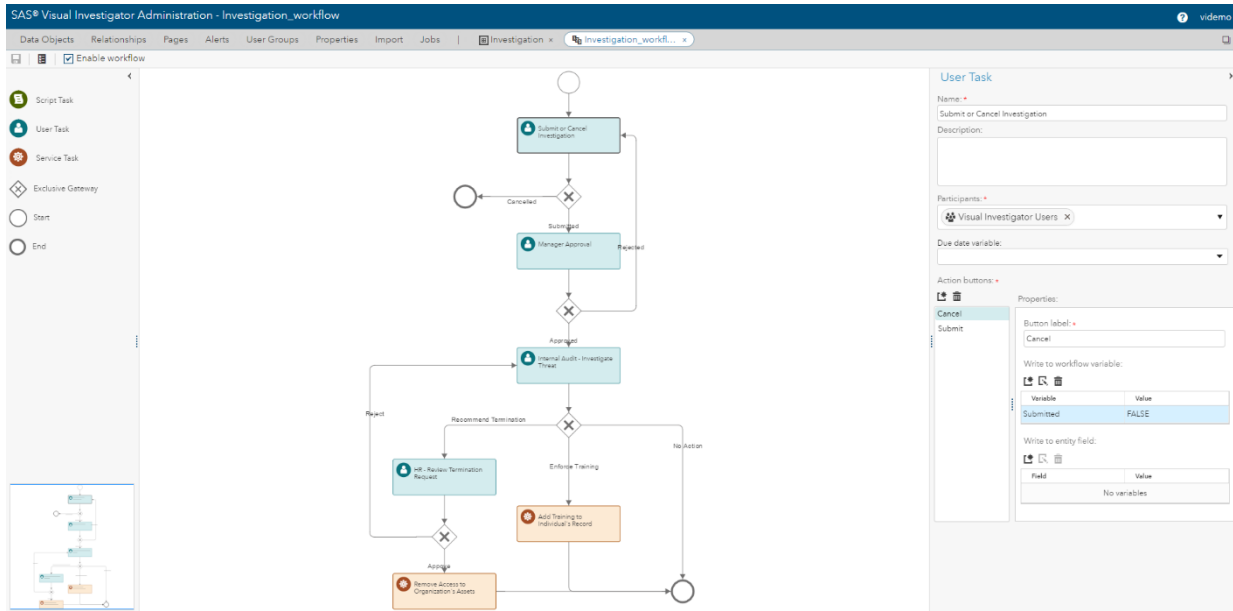 SAS® Visual Investigator Administration - Investigation_workflow
videmo
Data Objects Relationships Pages Alerts User Groups Properties Import Jobs | Investigation × Investigation_workfl... ×
Enable workflow
Script Task
User Task
Service Task
Exclusive Gateway
Start
End
Submit or Cancel
Investigation
Cancelled
Submitted
Manager Approval
Rejected
Approved
Internal Audit - Investigate
Threat
Reject
Recommend Termination
No Action
HR - Review Termination
Request
Enforce Training
Add Training to
Individual's Record
Approve
Remove Access to
Organization's Assets
User Task
Name: *
Submit or Cancel Investigation
Description:
Participants: *
Visual Investigator Users ×
Due date variable:
Action buttons: *
Cancel
Submit
Properties:
Button label: *
Cancel
Write to workflow variable:
Variable Value
Submitted FALSE
Write to entity field:
Field Value
No variables